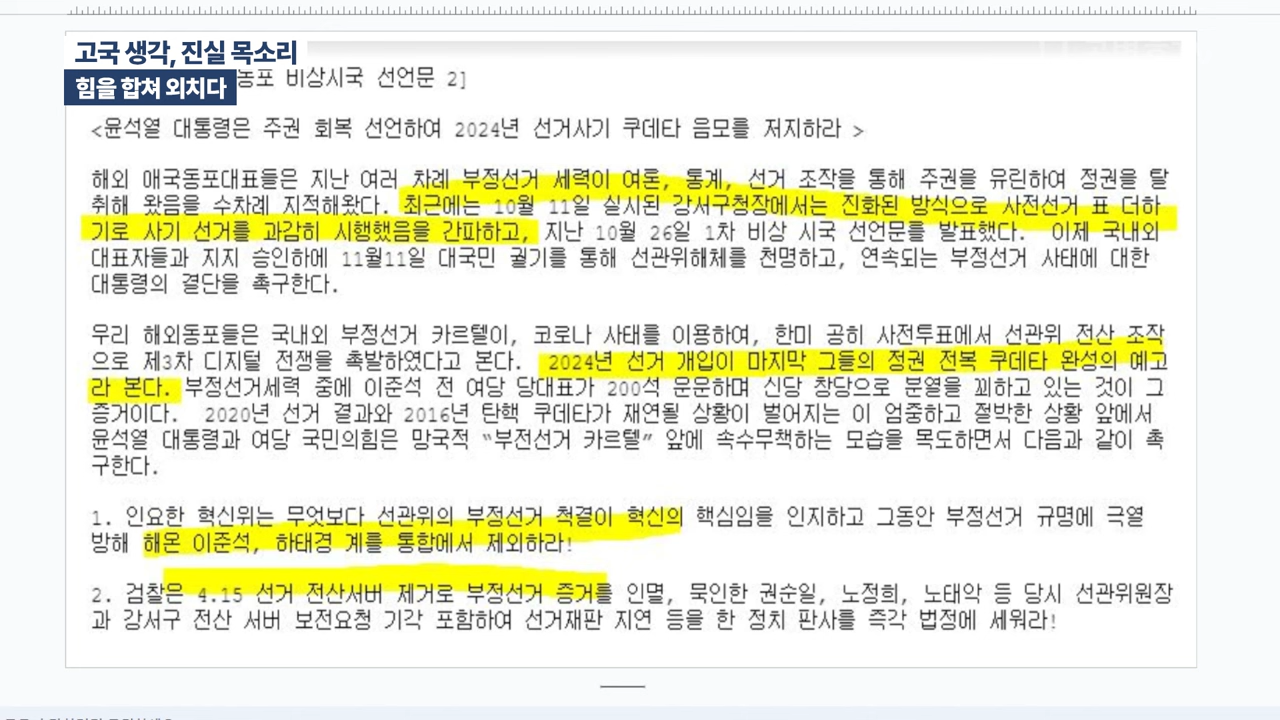 고국 생각, 진실 목소리
힘을 합쳐 외치다
동포 비상시국 선언문 2]
<윤석열 대통령은 주권 회복 선언하여 2024년 선거사기 쿠데타 음모를 저지하라 >
해외 애국동포대표들은 지난 여러 차례 부정선거 세력이 여론, 통계, 선거 조작을 통해 주권을 유린하여 정권을 탈
취해 왔음을 수차례 지적해왔다. 최근에는 10월 11일 실시된 강서구청장에서는 진화된 방식으로 사전선거 표 더하
기로 사기 선거를 과감히 시행했음을 간파하고, 지난 10월 26일 1차 비상 시국 선언문를 발표했다. 이제 국내외
대표자들과 지지 승인하에 11월11일 대국민 궐기를 통해 선관위해체를 천명하고, 연속되는 부정선거 사태에 대한
대통령의 결단을 촉구한다.
우리 해외동포들은 국내외 부정선거 카르텔이, 코로나 사태를 이용하여, 한미 공히 사전투표에서 선관위 전산 조작
으로 제3차 디지털 전쟁을 촉발하였다고 본다. 2024년 선거 개입이 마지막 그들의 정권 전복 쿠데타 완성의 예고
라 본다. 부정선거세력 중에 이준석 전 여당 당대표가 200석 운운하며 신당 창당으로 분열을 꾀하고 있는 것이 그
증거이다. 2020년 선거 결과와 2016년 탄핵 쿠데타가 재연될 상황이 벌어지는 이 엄중하고 절박한 상황 앞에서
윤석열 대통령과 여당 국민의힘은 망국적 “부전선거 카르텔” 앞에 속수무책하는 모습을 목도하면서 다음과 같이 촉
구한다.
1. 인요한 혁신위는 무엇보다 선관위의 부정선거 척결이 혁신의 핵심임을 인지하고 그동안 부정선거 규명에 극열
방해 해온 이준석, 하태경 계를 통합에서 제외하라!
2. 검찰은 4.15 선거 전산서버 제거로 부정선거 증거를 인멸, 묵인한 권순일, 노정희, 노태악 등 당시 선관위원장
과 강서구 전산 서버 보전요청 기각 포함하여 선거재판 지연 등을 한 정치 판사를 즉각 법정에 세워라!